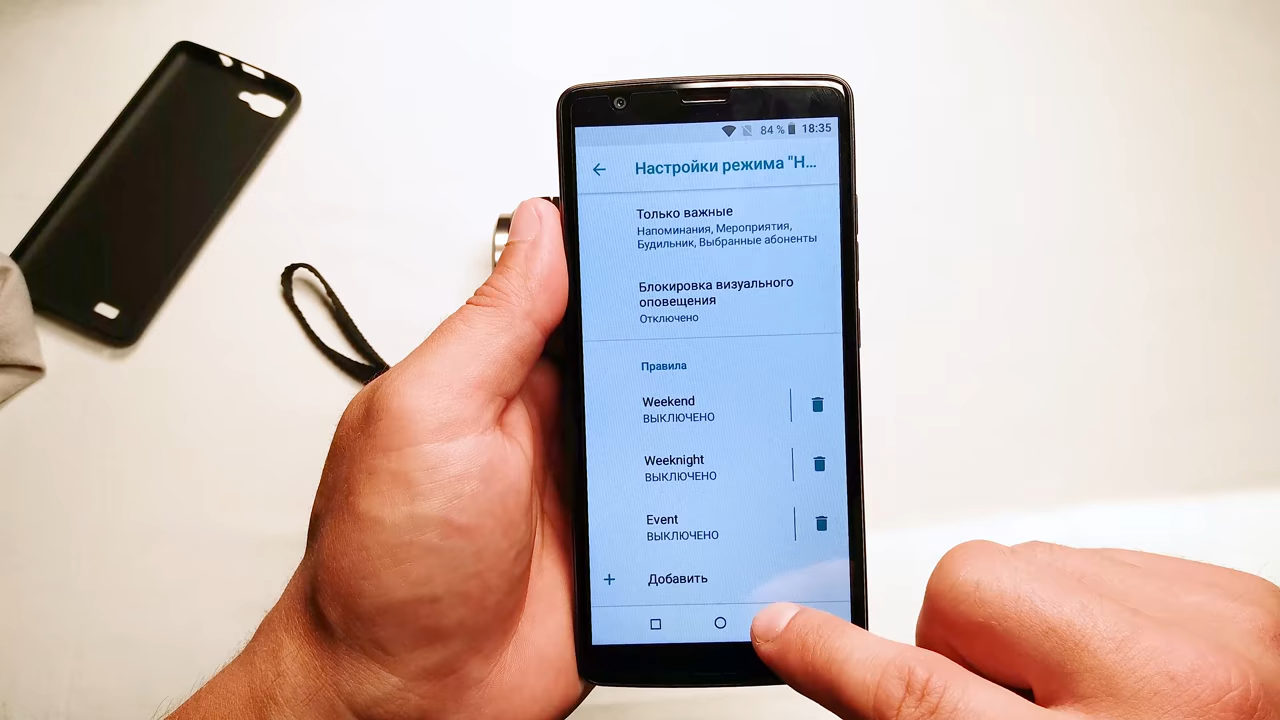 84 % 18:35
Настройки режима "Н...
Только важные
Напоминания, Мероприятия,
Будильник, Выбранные абоненты
Блокировка визуального
оповещения
Отключено
Правила
Weekend
ВЫКЛЮЧЕНО
Weeknight
ВЫКЛЮЧЕНО
Event
ВЫКЛЮЧЕНО
+ Добавить